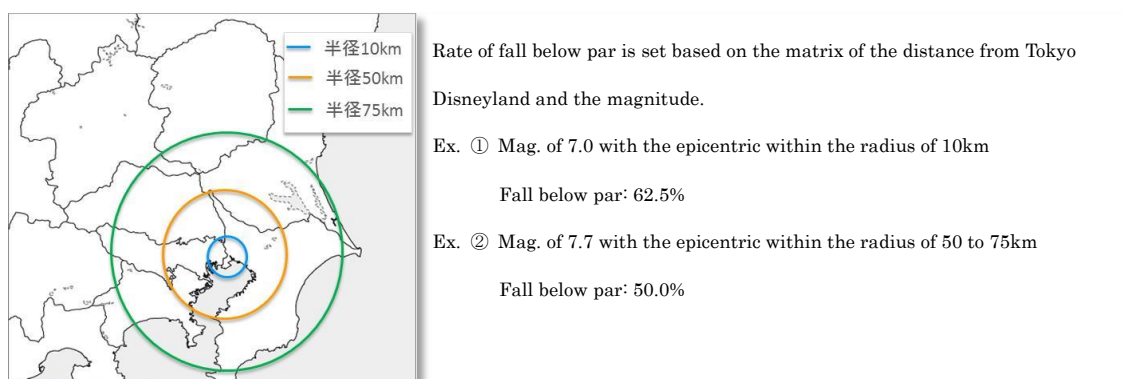 半径10km
半径50km
半径75km
Rate of fall below par is set based on the matrix of the distance from Tokyo
Disneyland and the magnitude.
Ex. ① Mag. of 7.0 with the epicentric within the radius of 10km
Fall below par: 62.5%
Ex. ② Mag. of 7.7 with the epicentric within the radius of 50 to 75km
Fall below par: 50.0%